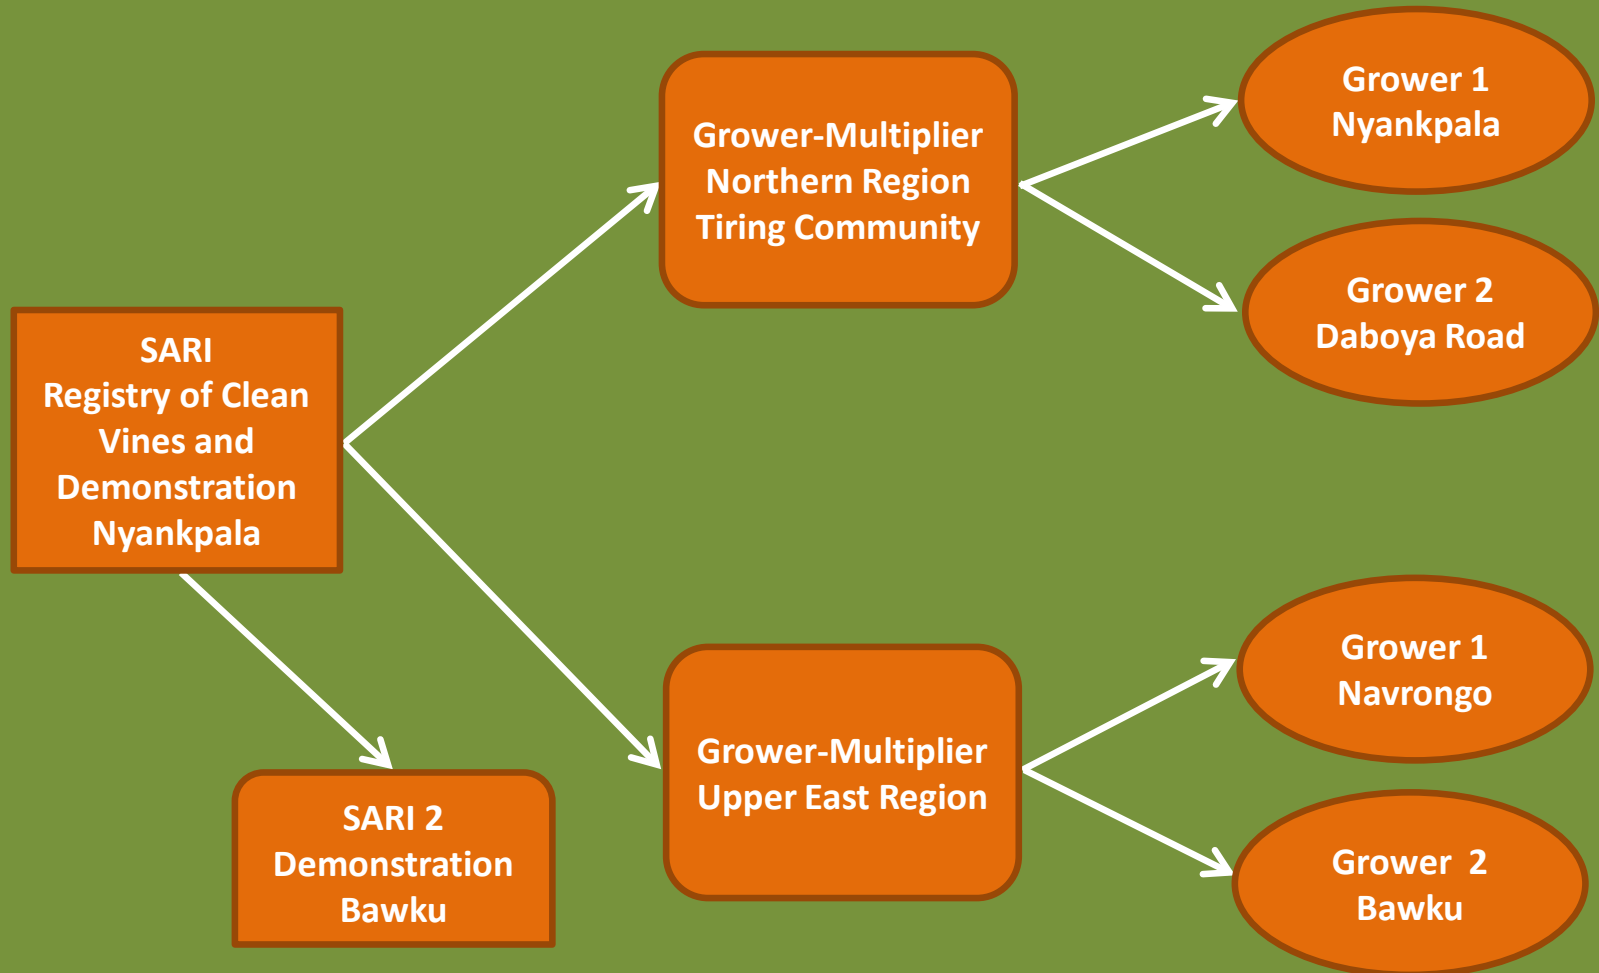 SARI
Registry of Clean
Vines and
Demonstration
Nyankpala
SARI 2
Demonstration
Bawku
Grower-Multiplier
Northern Region
Tiring Community
Grower-Multiplier
Upper East Region
Grower 1
Nyankpala
Grower 2
Daboya Road
Grower 1
Navrongo
Grower  2
Bawku